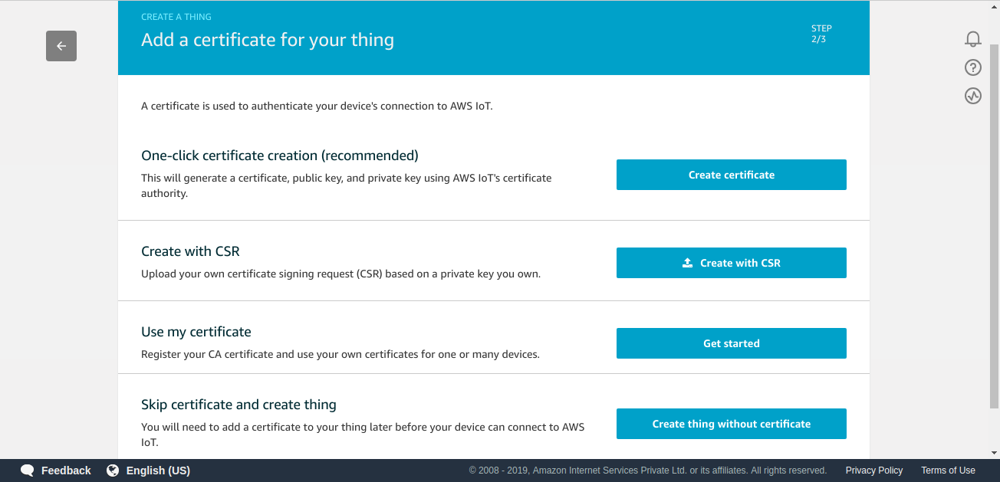 CREATE A THING
Add a certificate for your thing
STEP
2/3
A certificate is used to authenticate your device's connection to AWS IoT.
One-click certificate creation (recommended)
This will generate a certificate, public key, and private key using AWS IoT's certificate
authority.
Create certificate
Create with CSR
Upload your own certificate signing request (CSR) based on a private key you own.
Create with CSR
Use my certificate
Register your CA certificate and use your own certificates for one or many devices.
Get started
Skip certificate and create thing
You will need to add a certificate to your thing later before your device can connect to AWS
IoT.
Create thing without certificate
Feedback English (US) © 2008 - 2019, Amazon Internet Services Private Ltd. or its affiliates. All rights reserved. Privacy Policy Terms of Use